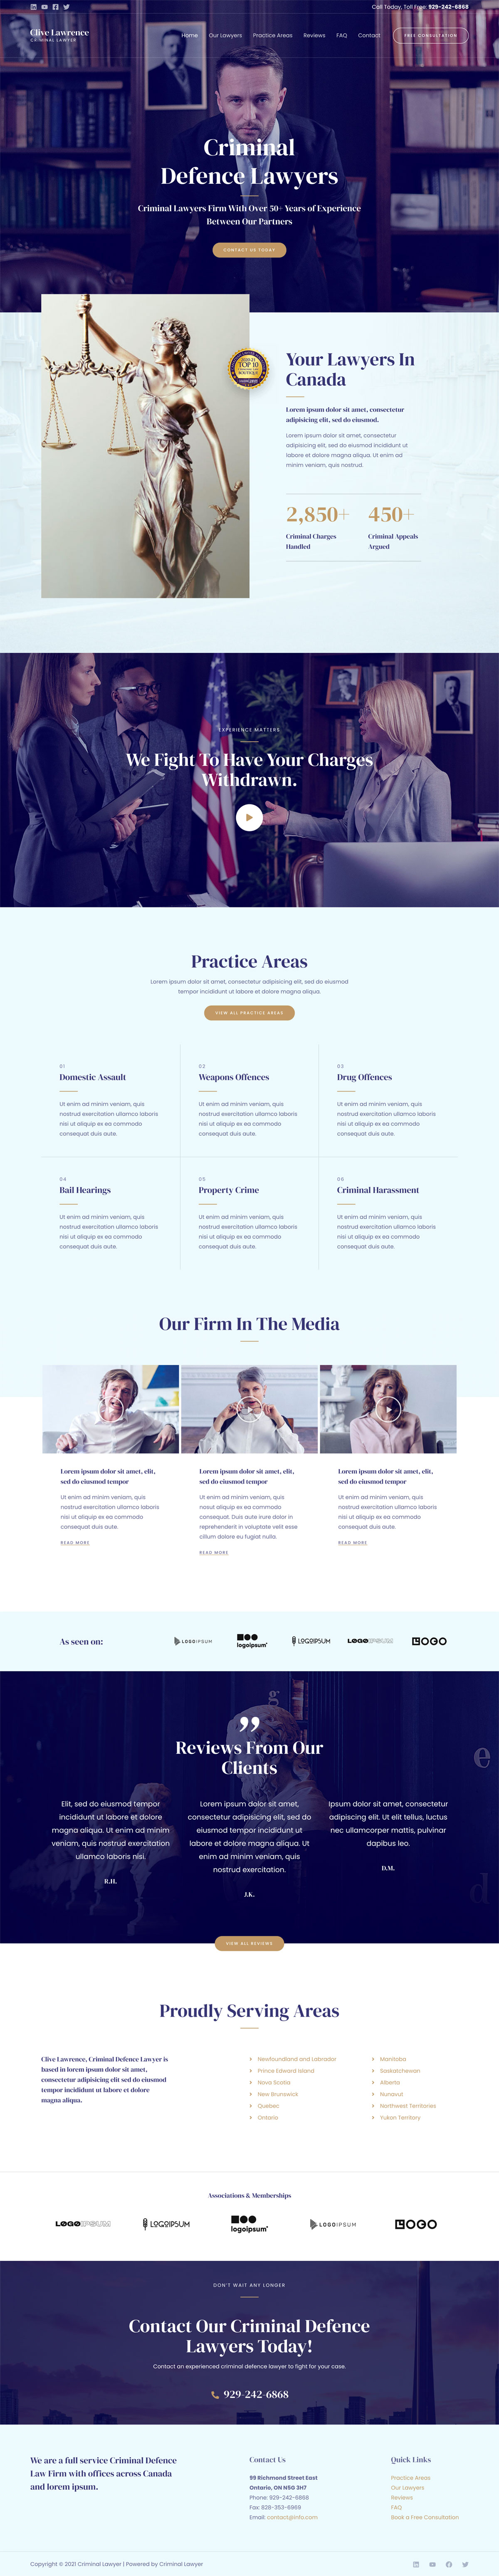 Call Today, Toll Free: 929-242-6868
Clive Lawrence
CRIMINAL LAWYER
Home Our Lawyers Practice Areas Reviews FAQ Contact
FREE CONSULTATION
Criminal
Defence Lawyers
Criminal Lawyers Firm With Over 50+ Years of Experience
Between Our Partners
CONTACT US TODAY
TOP 10
BOUTIQUE
Your Lawyers In
Canada
Lorem ipsum dolor sit amet, consectetur
adipisicing elit, sed do eiusmod.
Lorem ipsum dolor sit amet, consectetur
adipisicing elit, sed do eiusmod tempor incididunt ut
labore et dolore magna aliqua. Ut enim ad
minim veniam, quis nostrud.
2,850+
Criminal Charges
Handled
450+
Criminal Appeals
Argued
EXPERIENCE MATTERS
We Fight To Have Your Charges
Withdrawn.
Practice Areas
Lorem ipsum dolor sit amet, consectetur adipisicing elit, sed do eiusmod
tempor incididunt ut labore et dolore magna aliqua.
VIEW ALL PRACTICE AREAS
01
Domestic Assault
Ut enim ad minim veniam, quis
nostrud exercitation ullamco laboris
nisi ut aliquip ex ea commodo
consequat duis aute.
02
Weapons Offences
Ut enim ad minim veniam, quis
nostrud exercitation ullamco laboris
nisi ut aliquip ex ea commodo
consequat duis aute.
03
Drug Offences
Ut enim ad minim veniam, quis
nostrud exercitation ullamco laboris
nisi ut aliquip ex ea commodo
consequat duis aute.
04
Bail Hearings
Ut enim ad minim veniam, quis
nostrud exercitation ullamco laboris
nisi ut aliquip ex ea commodo
consequat duis aute.
05
Property Crime
Ut enim ad minim veniam, quis
nostrud exercitation ullamco laboris
nisi ut aliquip ex ea commodo
consequat duis aute.
06
Criminal Harassment
Ut enim ad minim veniam, quis
nostrud exercitation ullamco laboris
nisi ut aliquip ex ea commodo
consequat duis aute.
Our Firm In The Media
Lorem ipsum dolor sit amet, elit,
sed do eiusmod tempor
Ut enim ad minim veniam, quis
nostrud exercitation ullamco laboris
nisi ut aliquip ex ea commodo
consequat duis aute.
READ MORE
Lorem ipsum dolor sit amet, elit,
sed do eiusmod tempor
Ut enim ad minim veniam, quis
nosut aliquip ex ea commodo
consequat. Duis aute irure dolor in
reprehenderit in voluptate velit esse
cillum dolore eu fugiat nulla.
READ MORE
Lorem ipsum dolor sit amet, elit,
sed do eiusmod tempor
Ut enim ad minim veniam, quis
nostrud exercitation ullamco laboris
nisi ut aliquip ex ea commodo
consequat duis aute.
READ MORE
As seen on:
LOGOIPSUM
logoipsum
LOGOIPSUM
LOGOIPSUM
LOGO
Reviews From Our
Clients
Elit, sed do eiusmod tempor
incididunt ut labore et dolore
magna aliqua. Ut enim ad minim
veniam, quis nostrud exercitation
ullamco laboris nisi.
R.H.
Lorem ipsum dolor sit amet,
consectetur adipisicing elit, sed do
eiusmod tempor incididunt ut
labore et dolore magna aliqua. Ut
enim ad minim veniam, quis
nostrud exercitation.
J.K.
Ipsum dolor sit amet, consectetur
adipiscing elit. Ut elit tellus, luctus
nec ullamcorper mattis, pulvinar
dapibus leo.
D.M.
VIEW ALL REVIEWS
Proudly Serving Areas
Clive Lawrence, Criminal Defence Lawyer is
based in lorem ipsum dolor sit amet,
consectetur adipisicing elit sed do eiusmod
tempor incididunt ut labore et dolore
magna aliqua.
Newfoundland and Labrador
Prince Edward Island
Nova Scotia
New Brunswick
Quebec
Ontario
Manitoba
Saskatchewan
Alberta
Nunavut
Northwest Territories
Yukon Territory
Associations & Memberships
LOGOIPSUM
LOGOIPSUM
logoipsum
LOGOIPSUM
LOGO
DON'T WAIT ANY LONGER
Contact Our Criminal Defence
Lawyers Today!
Contact an experienced criminal defence lawyer to fight for your case.
929-242-6868
We are a full service Criminal Defence
Law Firm with offices across Canada
and lorem ipsum.
Contact Us
99 Richmond Street East
Ontario, ON N5G 3H7
Phone: 929-242-6868
Fax: 828-353-6969
Email: contact@info.com
Quick Links
Practice Areas
Our Lawyers
Reviews
FAQ
Book a Free Consultation
Copyright © 2021 Criminal Lawyer | Powered by Criminal Lawyer